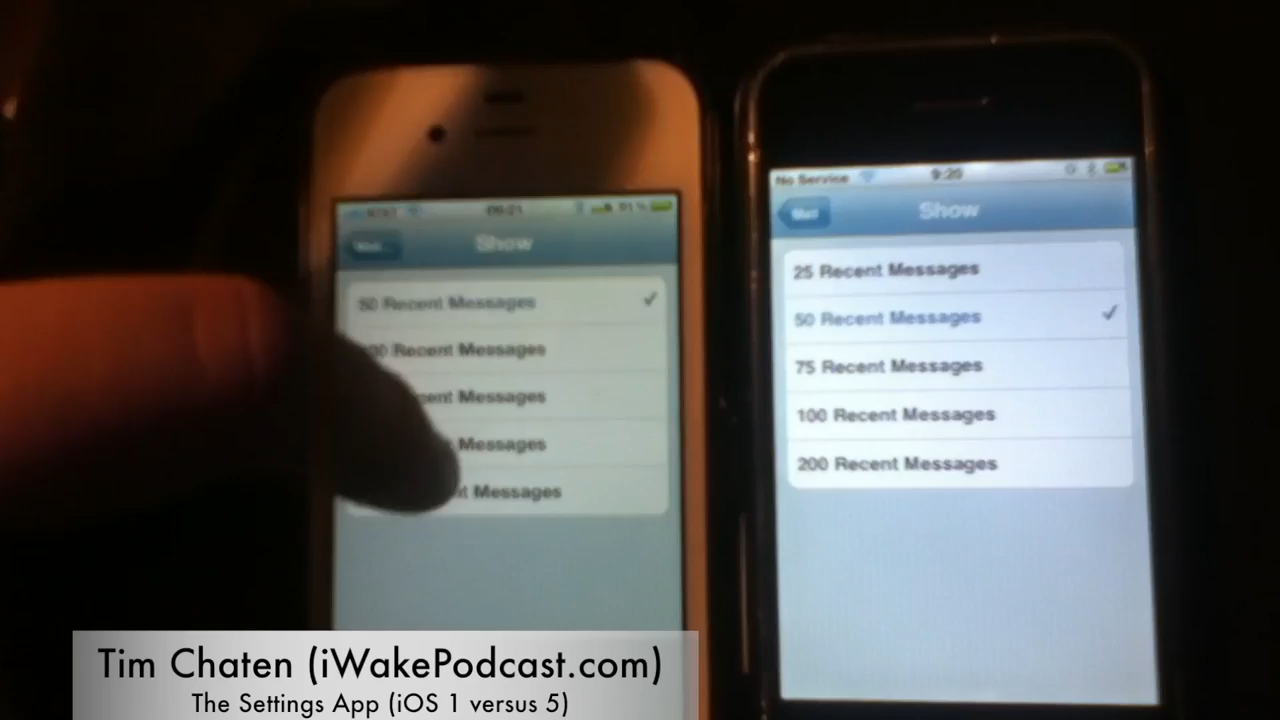 91%
Show
50 Recent Messages
Recent Messages
Messages
Messages
No Service
9:20
Show
25 Recent Messages
50 Recent Messages
75 Recent Messages
100 Recent Messages
200 Recent Messages
Tim Chaten (iWakePodcast.com)
The Settings App (iOS 1 versus 5)